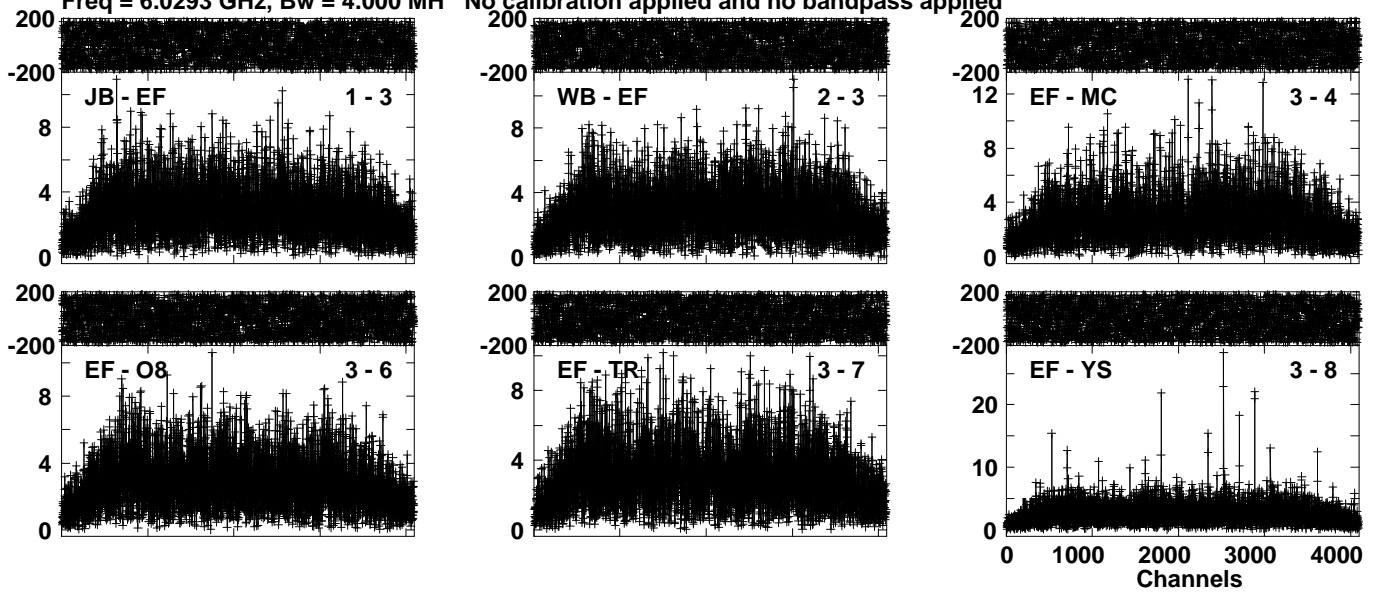 Freq = 6.0293 GHz, Bw = 4.000 MH   No calibration applied and no bandpass applied
200 200 200
-200 -200 -200
JB - EF 1 - 3 WB - EF 2 - 3 EF - MC 3 - 4
12
8 8 8
4 4 4
0 0 0
200 200 200
-200 -200 -200
EF - O8 3 - 6 EF - TR 3 - 7 EF - YS 3 - 8
8 8 20
4 4 10
0 0 0
0 1000 2000 3000 4000
Channels